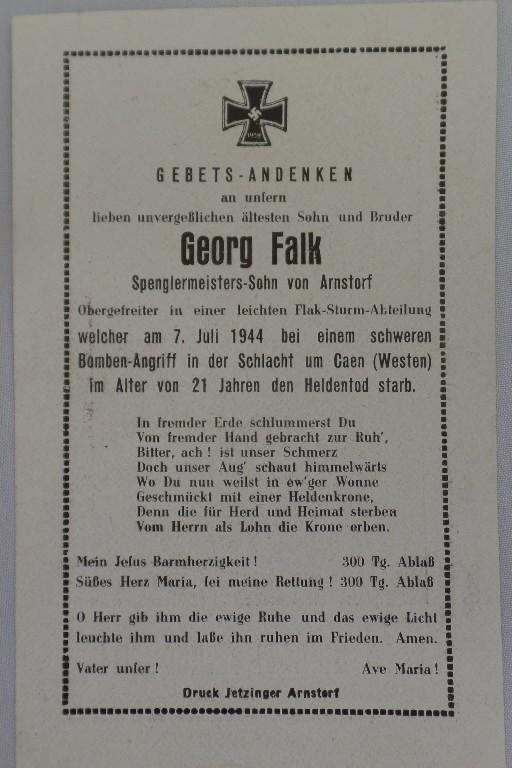 1939
GEBETS-ANDENKEN
an unsern
lieben unvergeßlichen ältesten Sohn und Bruder
Georg Falk
Spenglermeisters-Sohn von Arnstorf
Obergefreiter in einer leichten Flak-Sturm-Abteilung
welcher am 7. Juli 1944 bei einem schweren
Bomben-Angriff in der Schlacht um Caen (Westen)
im Alter von 21 Jahren den Heldentod starb.
In fremder Erde schlummerst Du
Von fremder Hand gebracht zur Ruh',
Bitter, ach! ist unser Schmerz
Doch unser Aug' schaut himmelwärts
Wo Du nun weilst in ew'ger Wonne
Geschmückt mit einer Heldenkrone,
Denn die für Herd und Heimat sterben
Vom Herrn als Lohn die Krone erben.
Mein Jesus Barmherzigkeit! 300 Tg. Ablaß
Süßes Herz Maria, sei meine Rettung! 300 Tg. Ablaß
O Herr gib ihm die ewige Ruhe und das ewige Licht
leuchte ihm und laße ihn ruhen im Frieden. Amen.
Vater unser! Ave Maria!
Druck Jetzinger Arnstorf